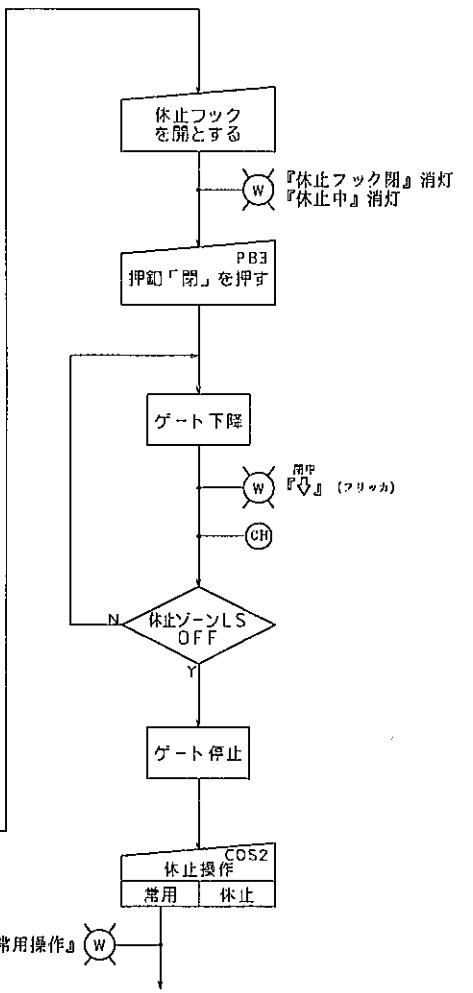 休止フック
を開とする
W
『休止フック閉』消灯
『休止中』消灯
PB3
押釦「閉」を押す
ゲート下降
W
閉中
『⇩』(フリッカ)
CH
休止ゾーンLS
OFF
N
Y
ゲート停止
COS2
休止操作
常用
休止
常用操作』
W